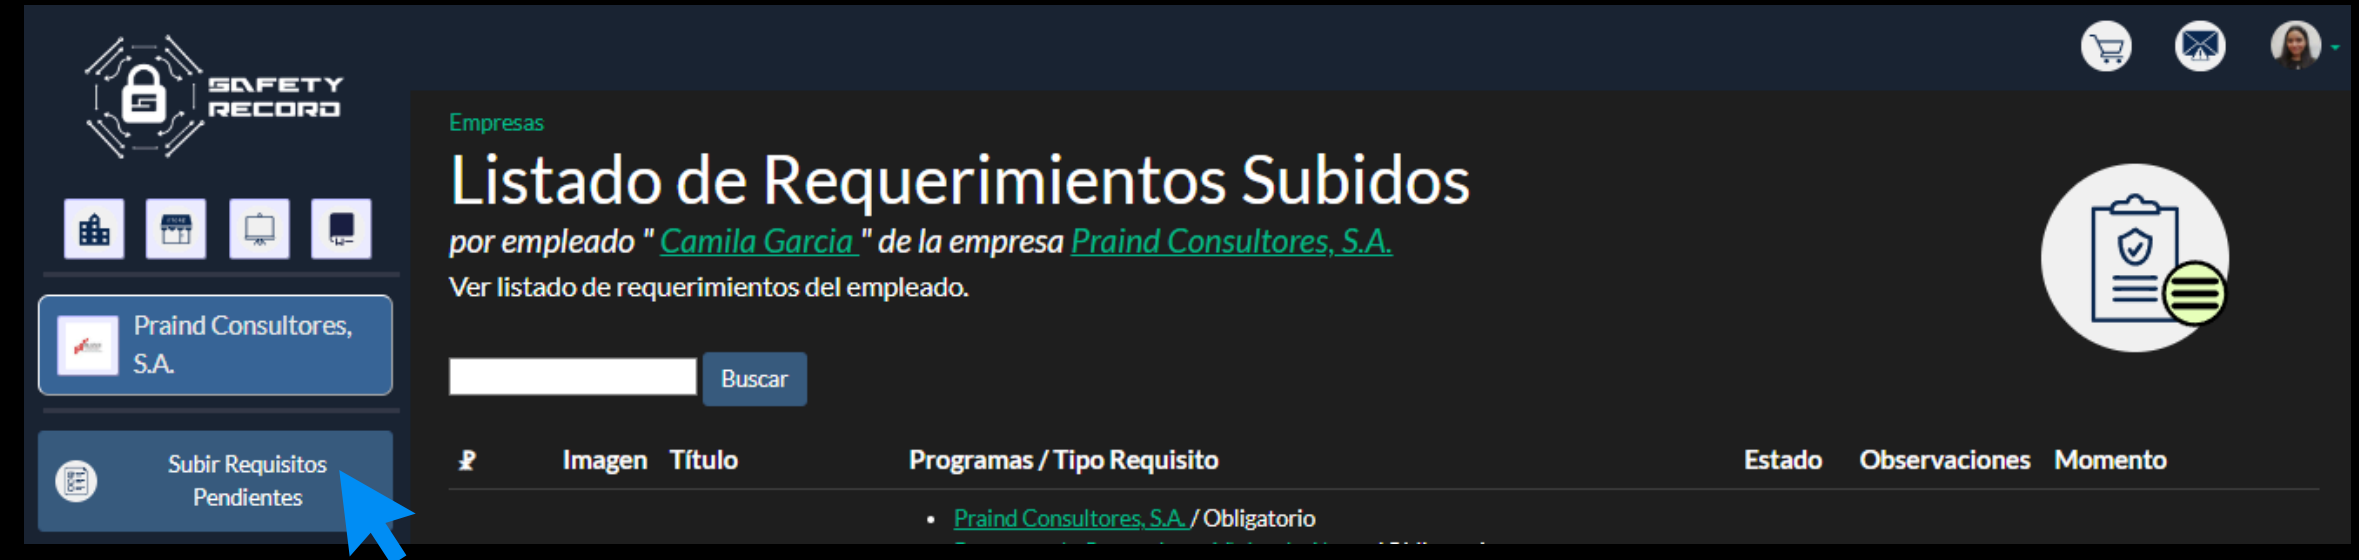 SAFETY
RECORD
Empresas
Listado de Requerimientos Subidos
por empleado " Camila Garcia " de la empresa Praind Consultores, S.A.
Ver listado de requerimientos del empleado.
Praind Consultores,
S.A.
Buscar
Subir Requisitos
Pendientes
Imagen Título Programas / Tipo Requisito Estado Observaciones Momento
• Praind Consultores, S.A. / Obligatorio